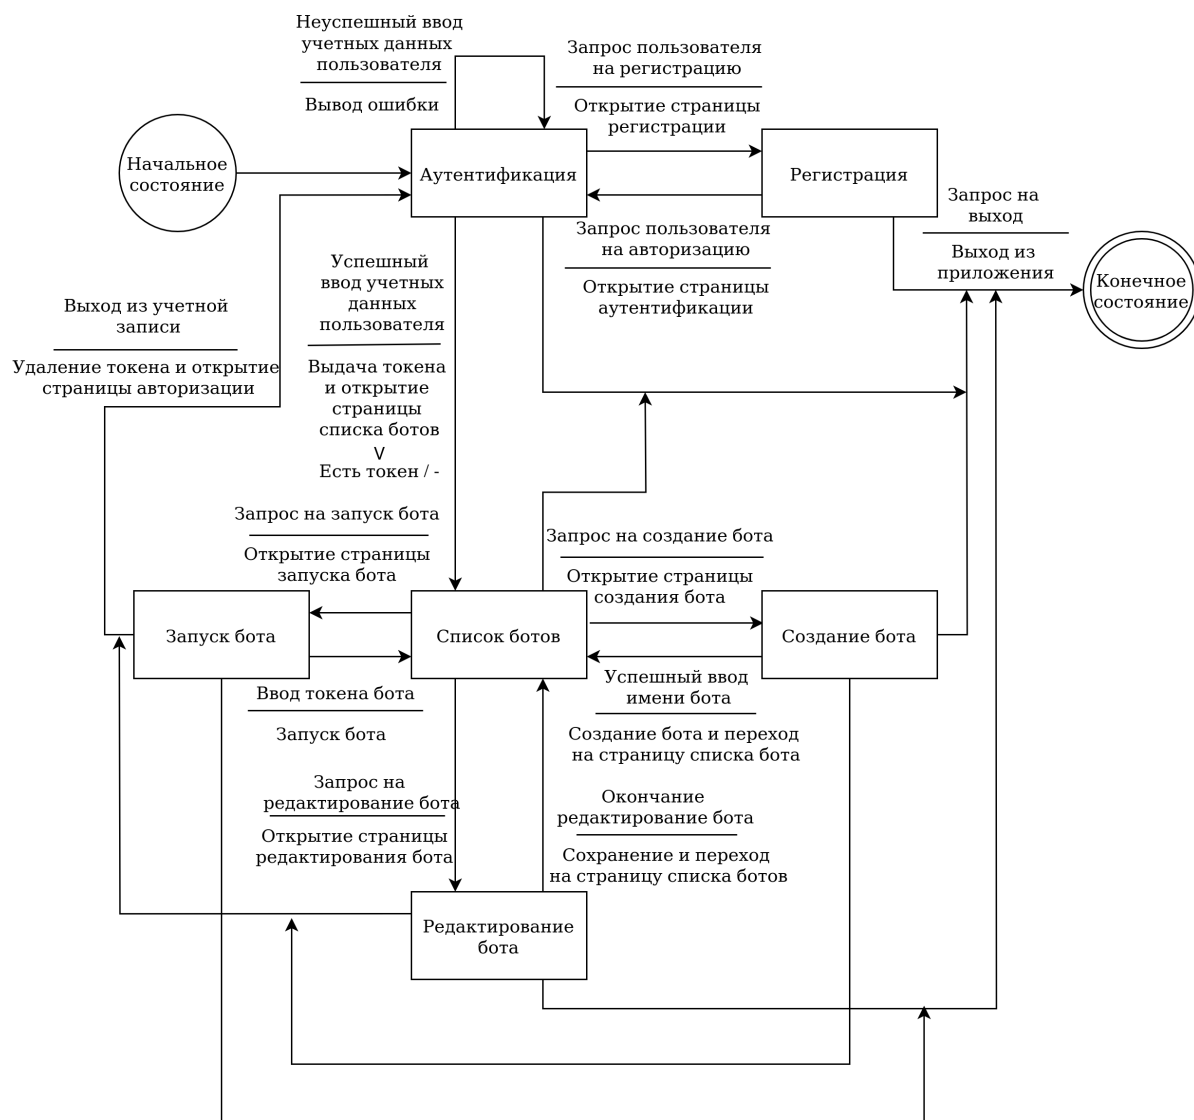 Неуспешный ввод
учетных данных
пользователя
Вывод ошибки
Запрос пользователя
на регистрацию
Открытие страницы
регистрации
Начальное
состояние
Аутентификация
Регистрация
Запрос на
выход
Выход из
приложения
Конечное
состояние
Запрос пользователя
на авторизацию
Открытие страницы
аутентификации
Успешный
ввод учетных
данных
пользователя
Выдача токена
и открытие
страницы
списка ботов
V
Есть токен / -
Выход из учетной
записи
Удаление токена и открытие
страницы авторизации
Запрос на запуск бота
Открытие страницы
запуска бота
Запрос на создание бота
Открытие страницы
создания бота
Запуск бота
Список ботов
Создание бота
Ввод токена бота
Запуск бота
Успешный ввод
имени бота
Создание бота и переход
на страницу списка бота
Запрос на
редактирование бота
Открытие страницы
редактирования бота
Окончание
редактирование бота
Сохранение и переход
на страницу списка ботов
Редактирование
бота